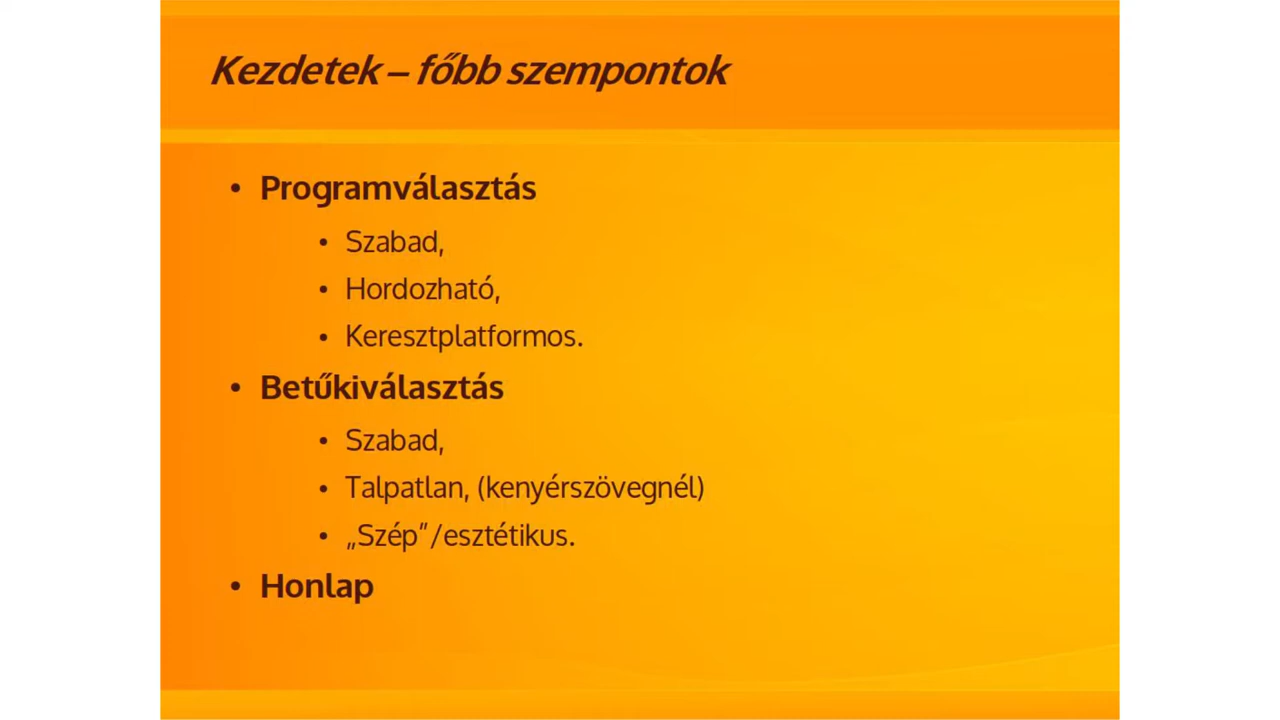 Kezdetek – főbb szempontok
• Programválasztás
• Szabad,
• Hordozható,
• Keresztplatformos.
• Betűkiválasztás
• Szabad,
• Talpatlan, (kenyérszövegnél)
• „Szép”/esztétikus.
• Honlap